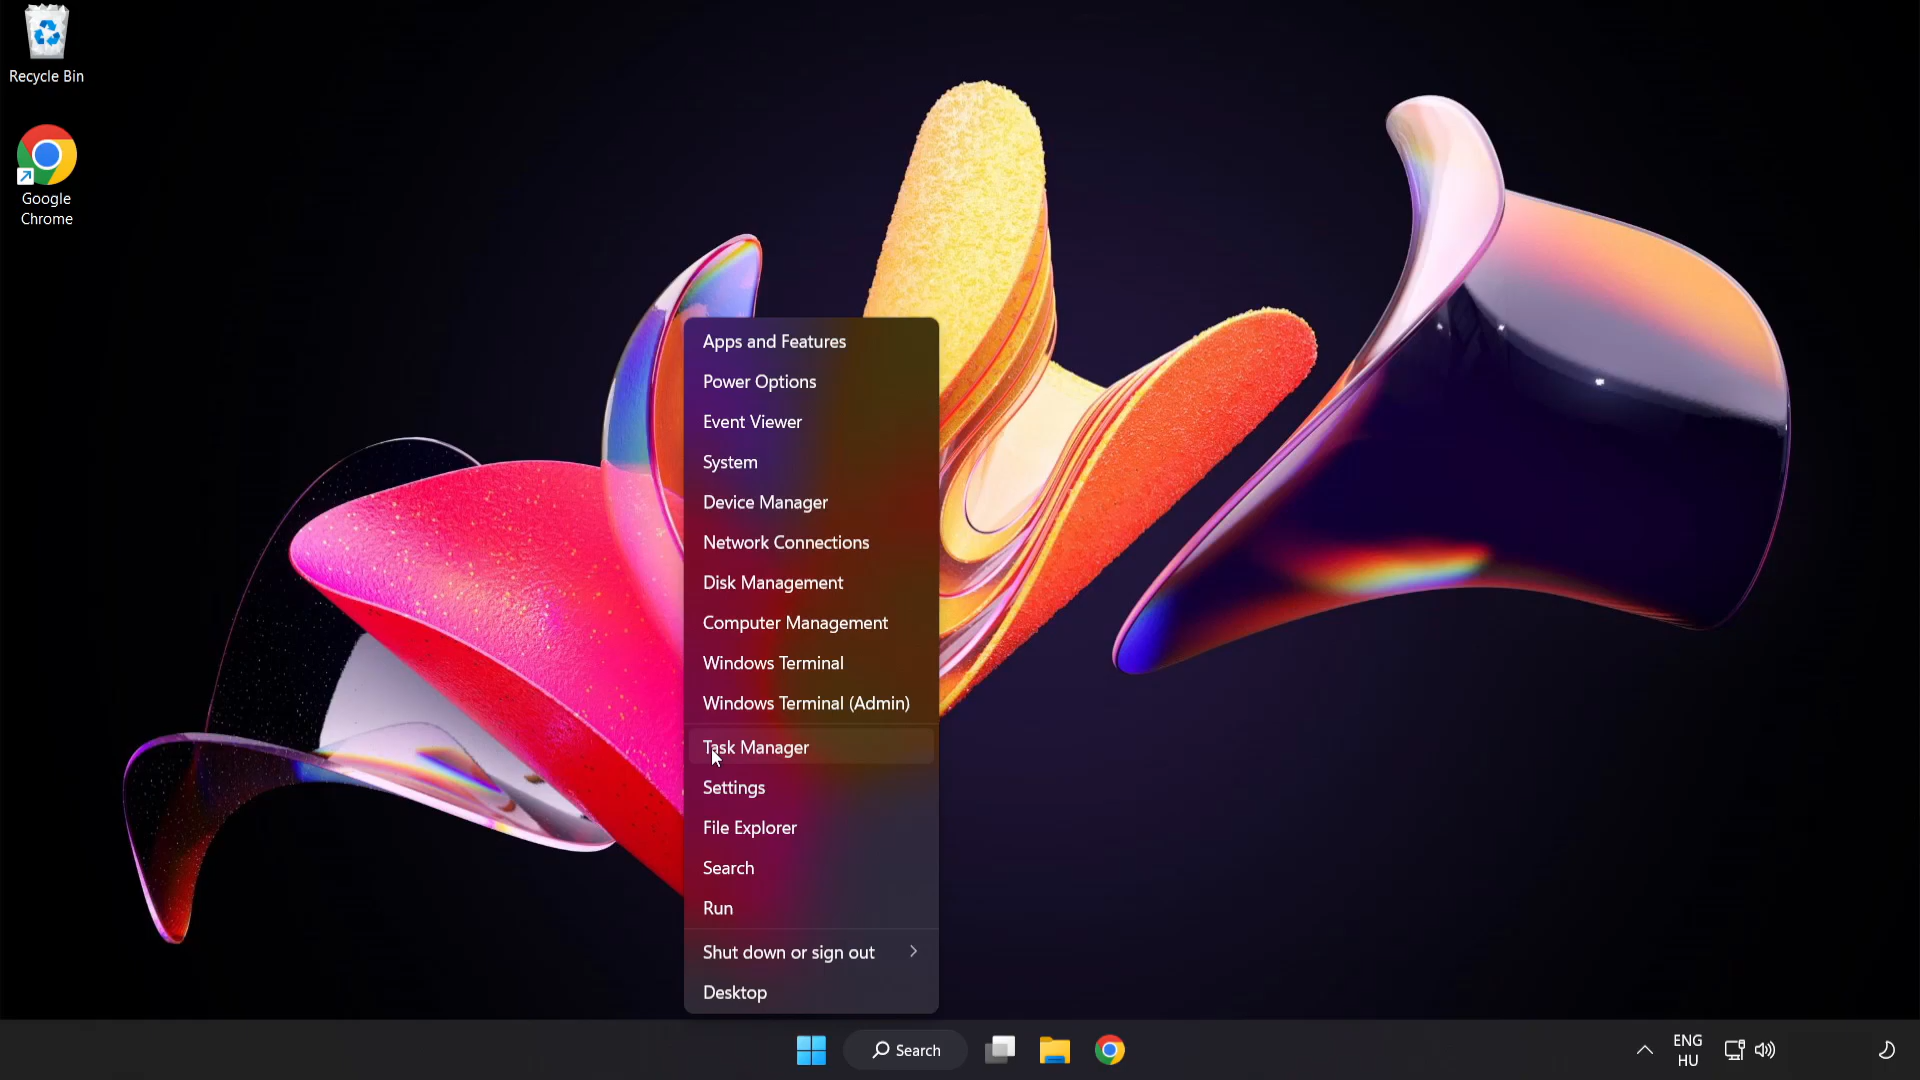 Recycle Bin
Google
Chrome
Apps and Features
Power Options
Event Viewer
System
Device Manager
Network Connections
Disk Management
Computer Management
Windows Terminal
Windows Terminal (Admin)
Task Manager
Settings
File Explorer
Search
Run
Shut down or sign out
Desktop
Search
ENG
HU